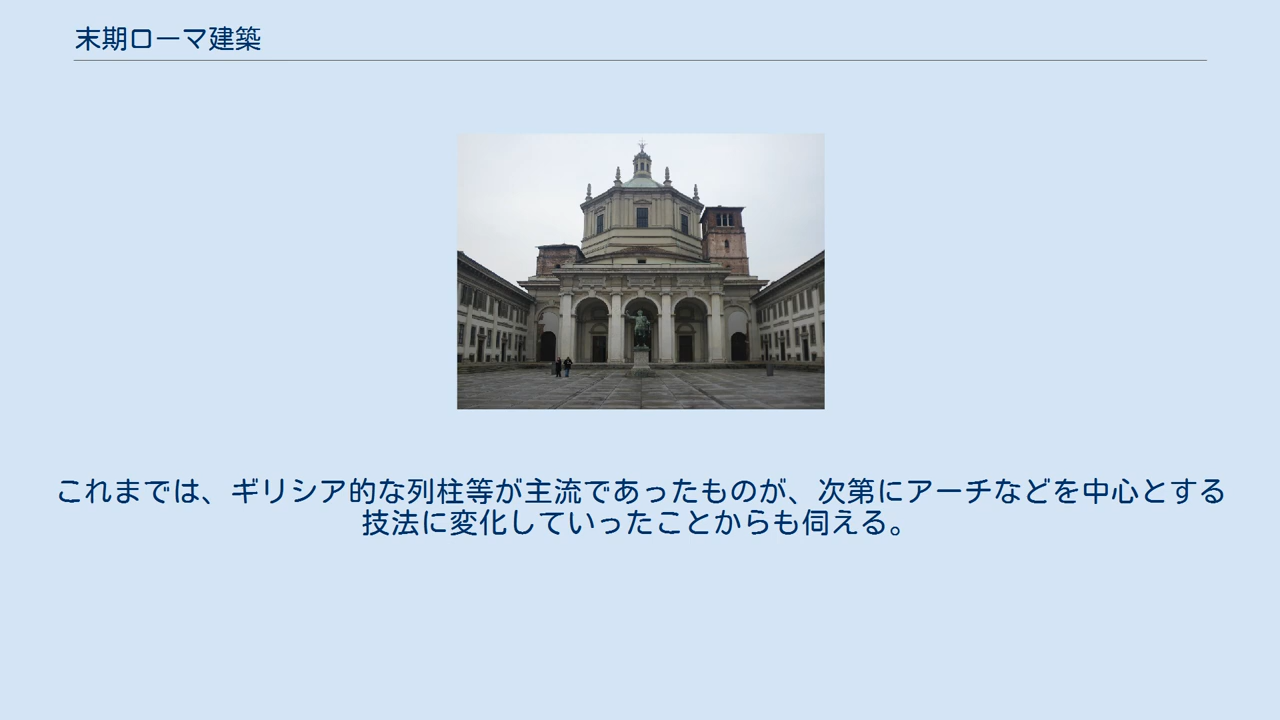 末期ローマ建築
これまでは、ギリシア的な列柱等が主流であったものが、次第にアーチなどを中心とする
技法に変化していったことからも伺える。